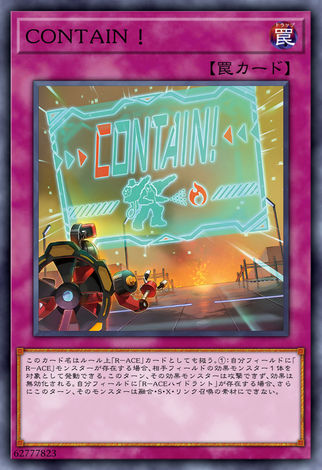 CONTAIN！
トラップ
罠
【罠カード】
CONTAIN!
このカード名はルール上「R－ACE」カードとしても扱う。①：自分フィールドに
「R－ACE」モンスターが存在する場合、相手フィールドの効果モンスター１体を
対象として発動できる。このターン、その効果モンスターは攻撃できず、効果は
無効化される。自分フィールドに「R－ACEハイドラント」が存在する場合、さら
にこのターン、そのモンスターは融合・S・X・リンク召喚の素材にできない。
62777823